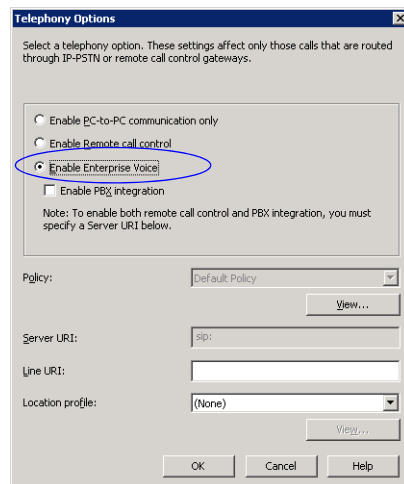 Telephony Options
Select a telephony option. These settings affect only those calls that are routed
through IP-PSTN or remote call control gateways.
Enable PC-to-PC communication only
Enable Remote call control
Enable Enterprise Voice
Enable PBX integration
Note: To enable both remote call control and PBX integration, you must
specify a Server URI below.
Policy: Default Policy
View...
Server URI: sip:
Line URI:
Location profile: (None)
View...
OK Cancel Help